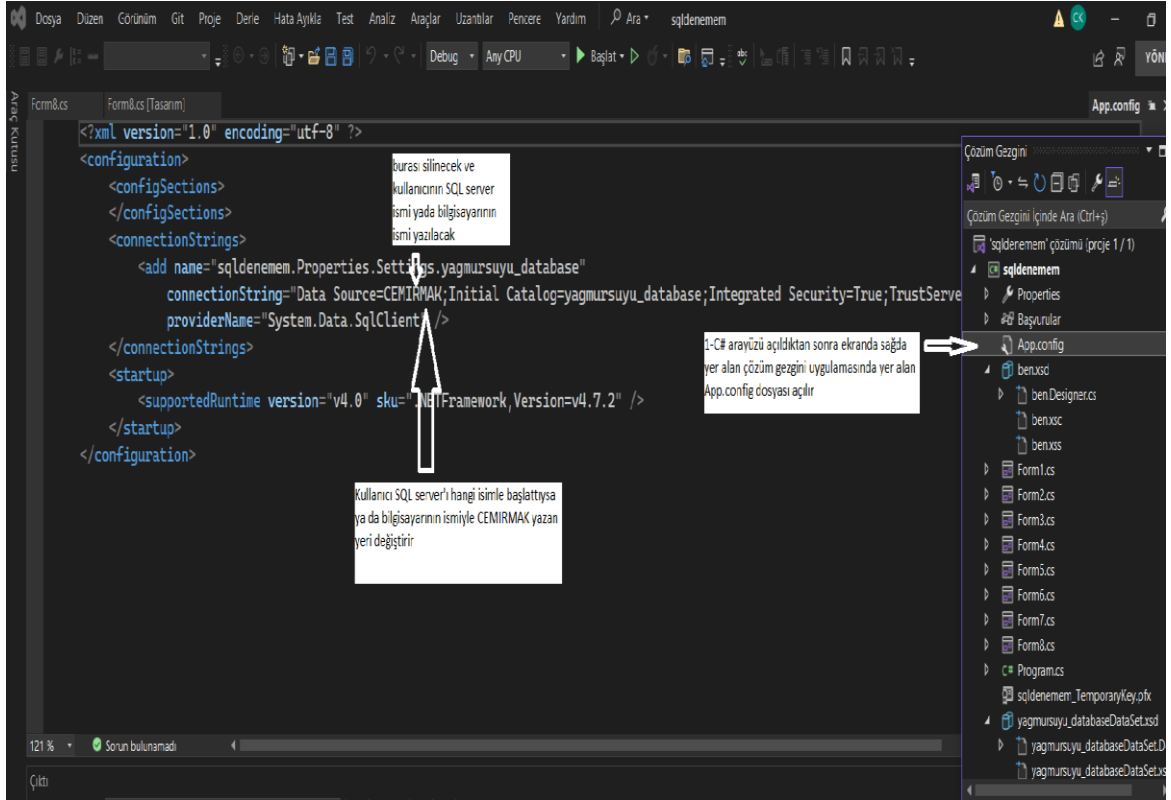 Dosya Düzen Görünüm Git Proje Derle Hata Ayıkla Test Analiz Araçlar Uzantılar Pencere Yardım Ara sqldenemem CK
Debug Any CPU Başlat YÖNE
Araç Kutusu
Form8.cs Form8.cs [Tasarım] App.config
<?xml version="1.0" encoding="utf-8" ?>
<configuration>
<configSections>
</configSections>
<connectionStrings>
<add name="sqldenemem.Properties.Settings.yagmursuyu_database"
connectionString="Data Source=CEMIRMAK;Initial Catalog=yagmursuyu_database;Integrated Security=True;TrustServe
providerName="System.Data.SqlClient" />
</connectionStrings>
<startup>
<supportedRuntime version="v4.0" sku=".NETFramework,Version=v4.7.2" />
</startup>
</configuration>
burası silinecek ve
kullanıcının SQL server
ismi yada bilgisayarının
ismi yazılacak
1-C# arayüzü açıldıktan sonra ekranda sağda
yer alan çözüm gezgini uygulamasında yer alan
App.config dosyası açılır
Kullanıcı SQL server'ı hangi isimle başlattıysa
ya da bilgisayarının ismiyle CEMIRMAK yazan
yeri değiştirir
Çözüm Gezgini
Çözüm Gezgini İçinde Ara (Ctrl+ş)
'sqldenemem' çözümü (proje 1 / 1)
sqldenemem
Properties
Başvurular
App.config
ben.xsd
ben.Designer.cs
ben.xsc
ben.xss
Form1.cs
Form2.cs
Form3.cs
Form4.cs
Form5.cs
Form6.cs
Form7.cs
Form8.cs
C# Program.cs
sqldenemem_TemporaryKey.pfx
yagmursuyu_databaseDataSet.xsd
yagmursuyu_databaseDataSet.D
yagmursuyu_databaseDataSet.xs
121 % Sorun bulunamadı
Çıktı